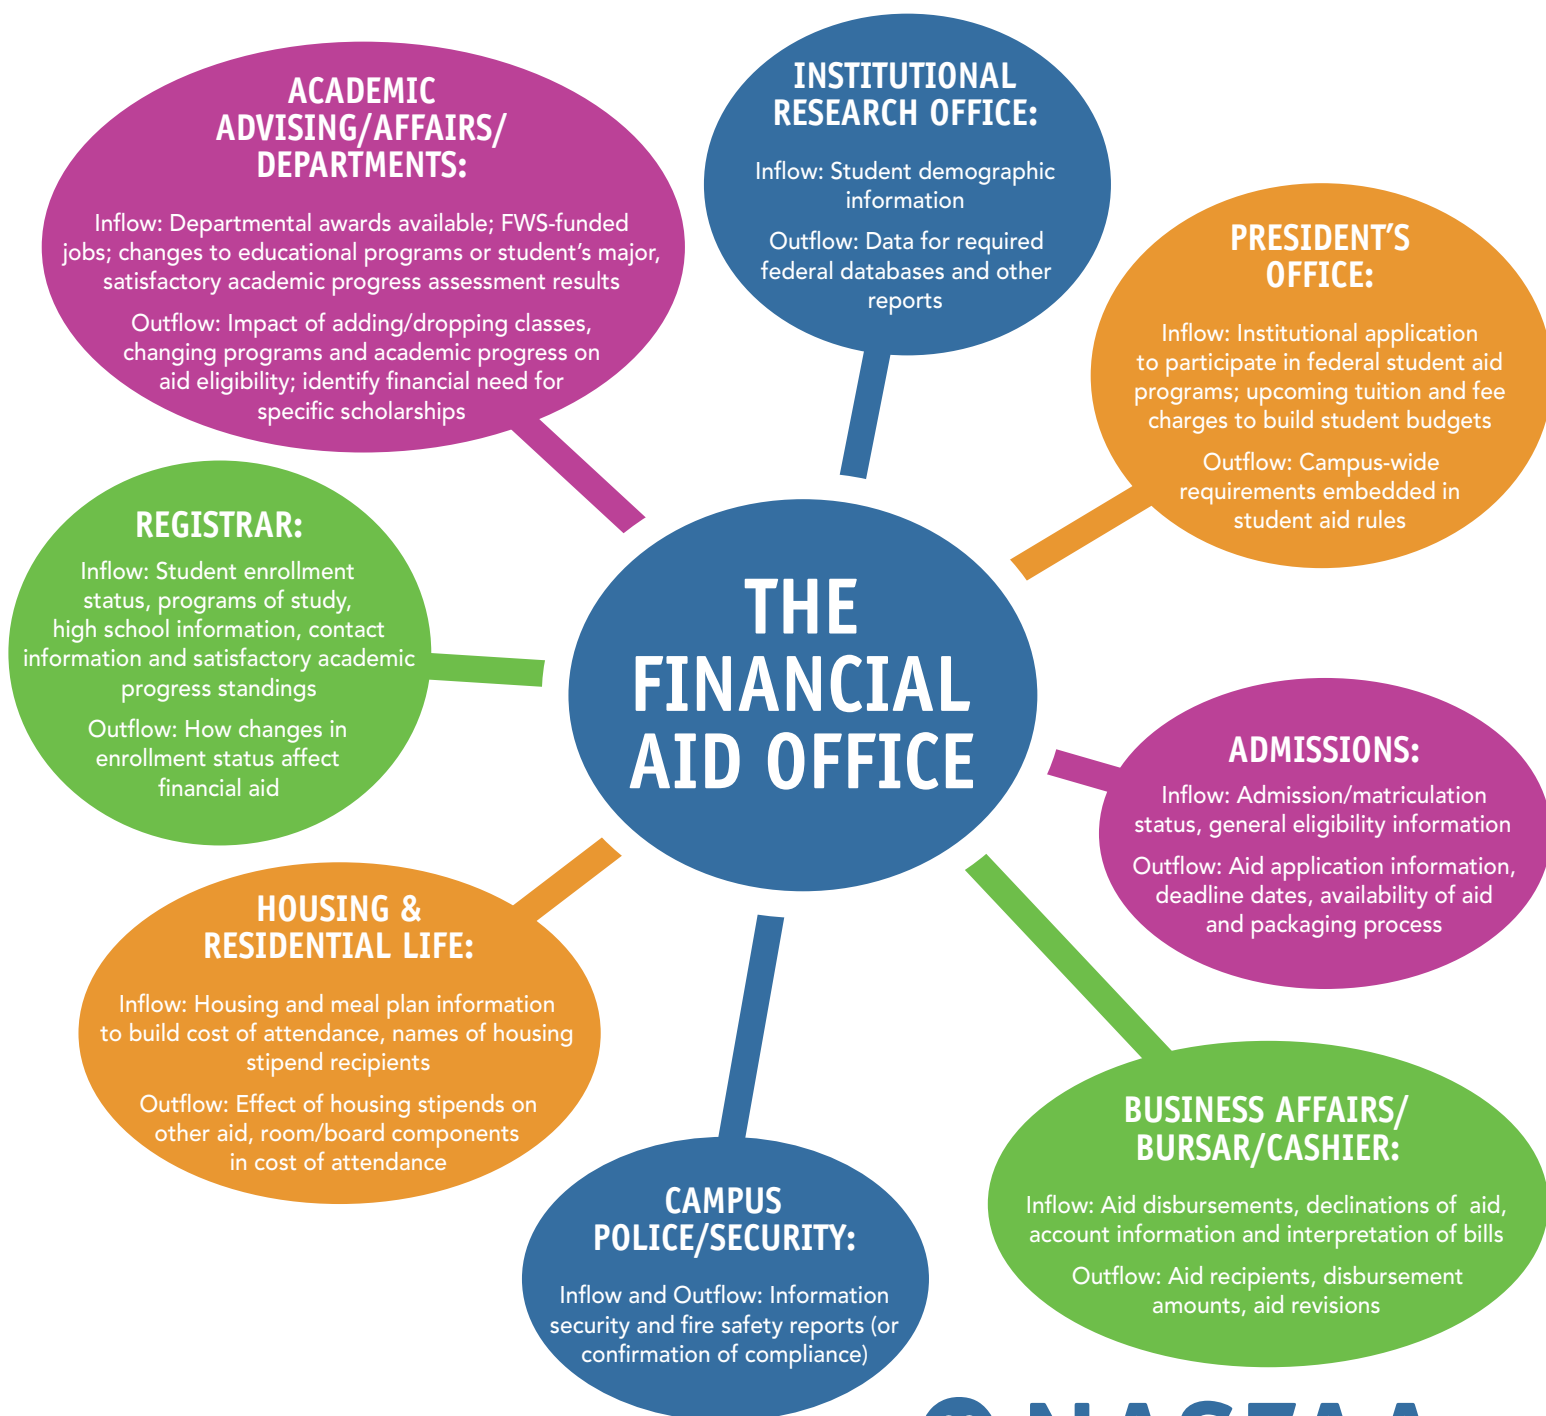 ACADEMIC
ADVISING/AFFAIRS/
DEPARTMENTS:
Inflow: Departmental awards available; FWS-funded
jobs; changes to educational programs or student's major,
satisfactory academic progress assessment results
Outflow: Impact of adding/dropping classes,
changing programs and academic progress on
aid eligibility; identify financial need for
specific scholarships
INSTITUTIONAL
RESEARCH OFFICE:
Inflow: Student demographic
information
Outflow: Data for required
federal databases and other
reports
PRESIDENT'S
OFFICE:
Inflow: Institutional application
to participate in federal student aid
programs; upcoming tuition and fee
charges to build student budgets
Outflow: Campus-wide
requirements embedded in
student aid rules
REGISTRAR:
Inflow: Student enrollment
status, programs of study,
high school information, contact
information and satisfactory academic
progress standings
Outflow: How changes in
enrollment status affect
financial aid
THE
FINANCIAL
AID OFFICE
ADMISSIONS:
Inflow: Admission/matriculation
status, general eligibility information
Outflow: Aid application information,
deadline dates, availability of aid
and packaging process
HOUSING &
RESIDENTIAL LIFE:
Inflow: Housing and meal plan information
to build cost of attendance, names of housing
stipend recipients
Outflow: Effect of housing stipends on
other aid, room/board components
in cost of attendance
BUSINESS AFFAIRS/
BURSAR/CASHIER:
Inflow: Aid disbursements, declinations of  aid,
account information and interpretation of bills
Outflow: Aid recipients, disbursement
amounts, aid revisions
CAMPUS
POLICE/SECURITY:
Inflow and Outflow: Information
security and fire safety reports (or
confirmation of compliance)
NASFAA